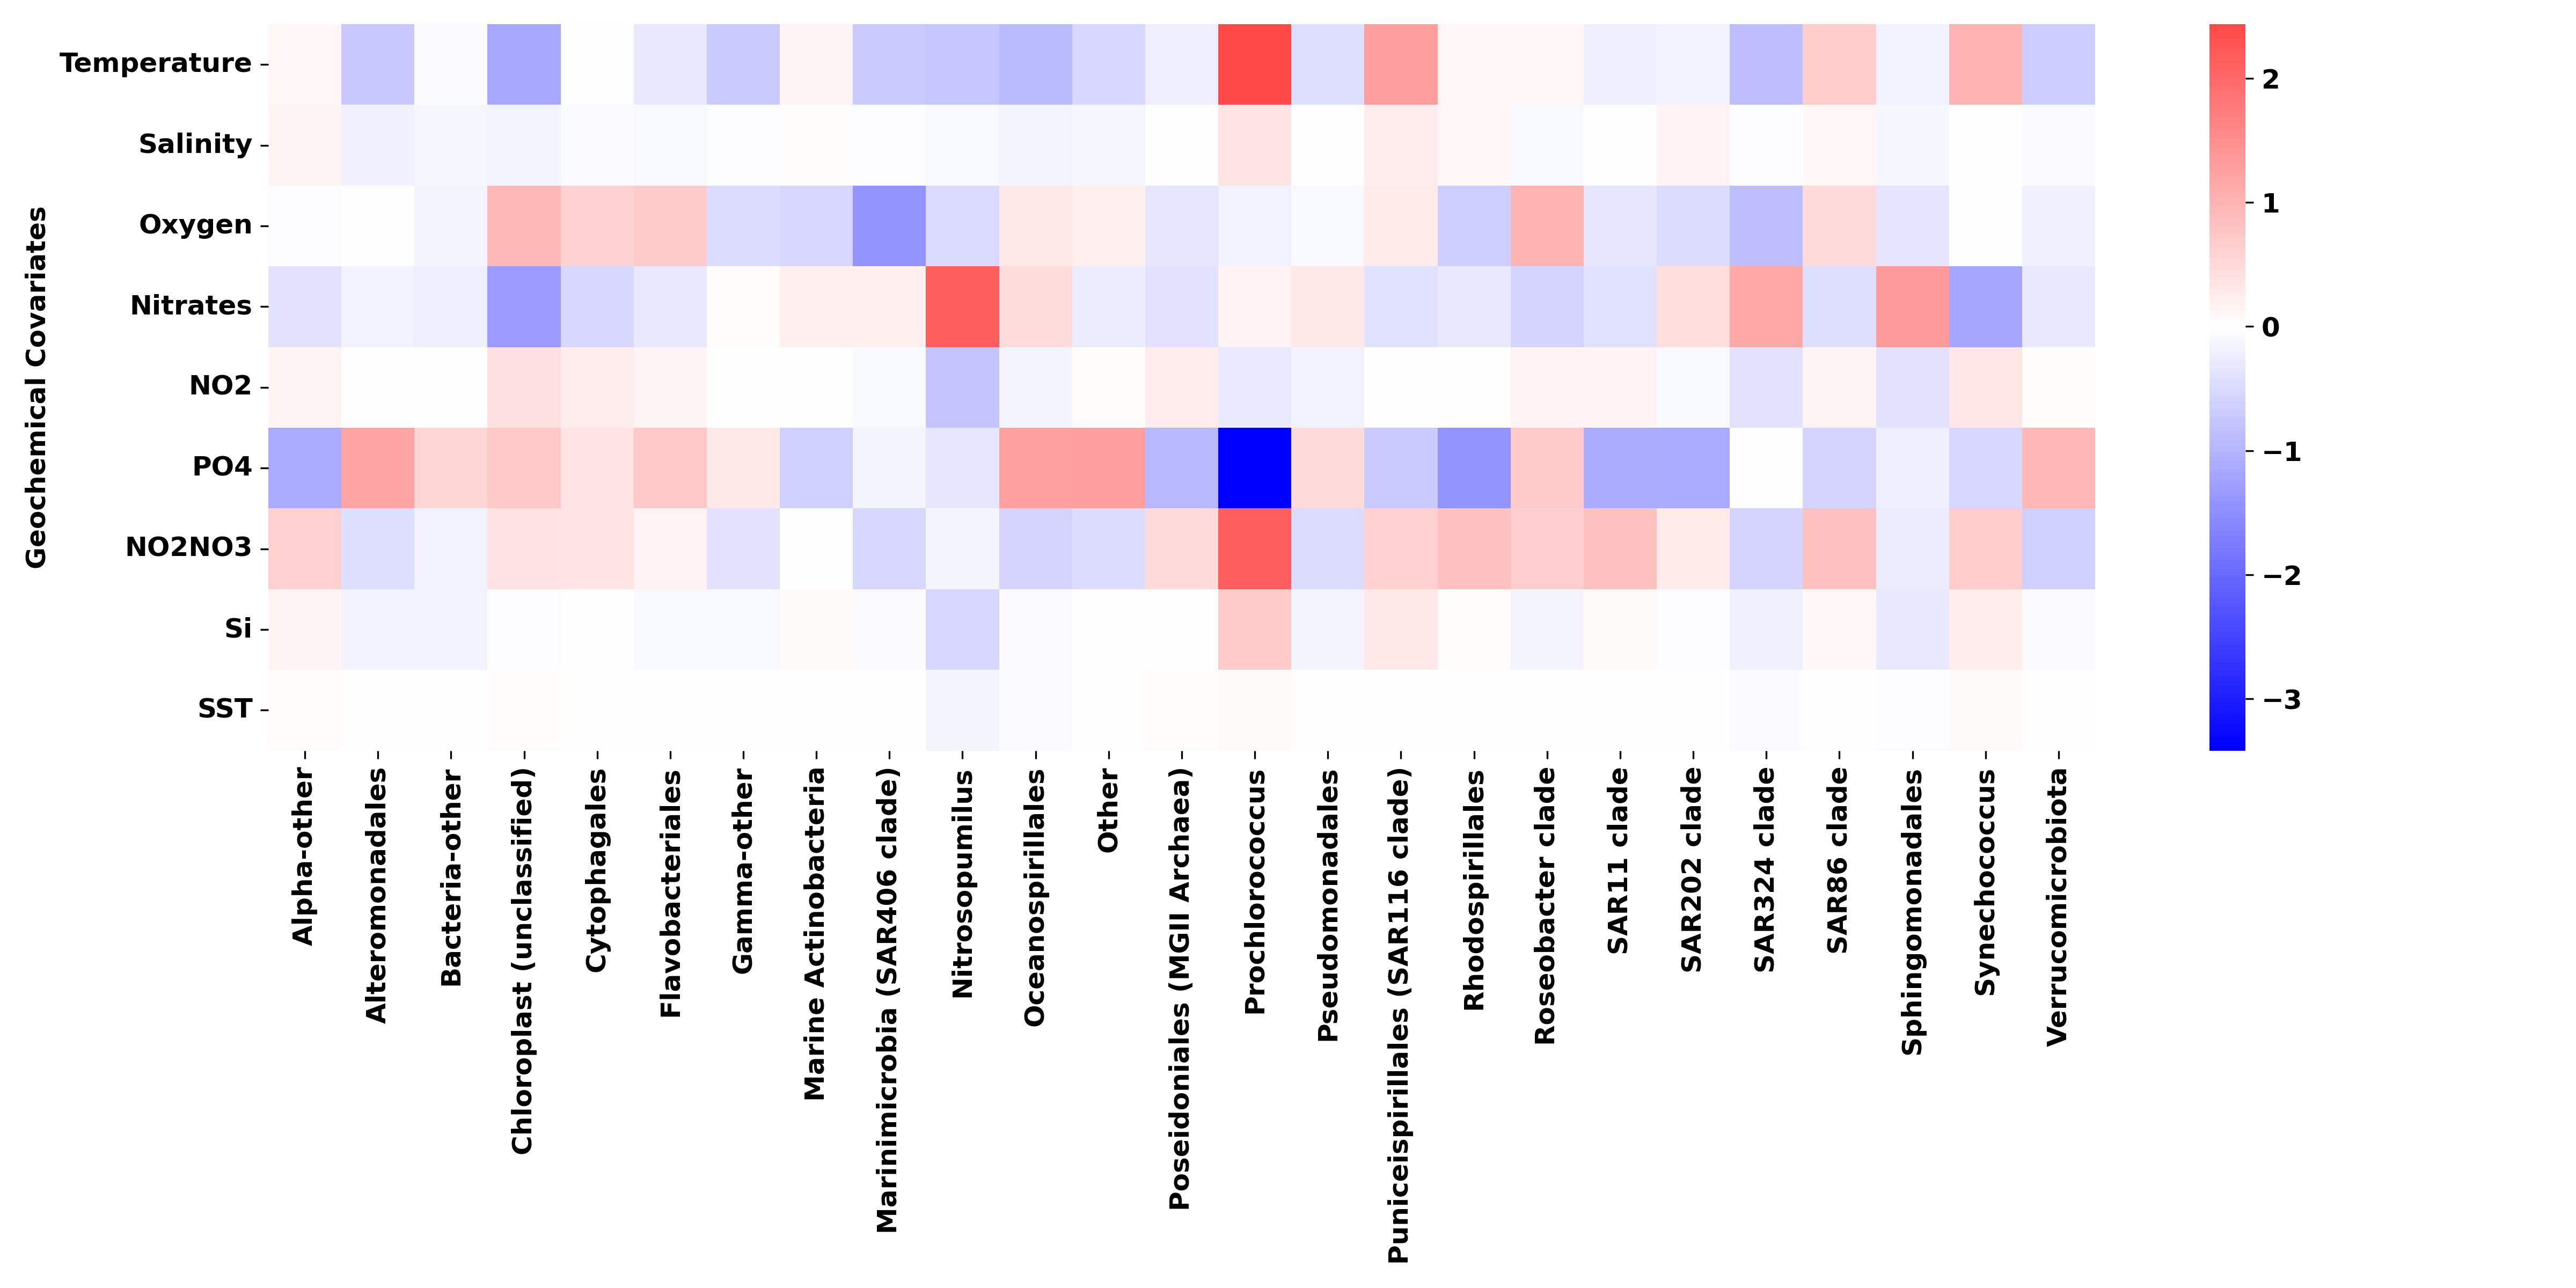 Geochemical Covariates
Temperature
Salinity
Oxygen
Nitrates
NO2
PO4
NO2NO3
Si
SST
Alpha-other
Alteromonadales
Bacteria-other
Chloroplast (unclassified)
Cytophagales
Flavobacteriales
Gamma-other
Marine Actinobacteria
Marinimicrobia (SAR406 clade)
Nitrosopumilus
Oceanospirillales
Other
Poseidoniales (MGII Archaea)
Prochlorococcus
Pseudomonadales
Puniceispirillales (SAR116 clade)
Rhodospirillales
Roseobacter clade
SAR11 clade
SAR202 clade
SAR324 clade
SAR86 clade
Sphingomonadales
Synechococcus
Verrucomicrobiota
2
1
0
−1
−2
−3